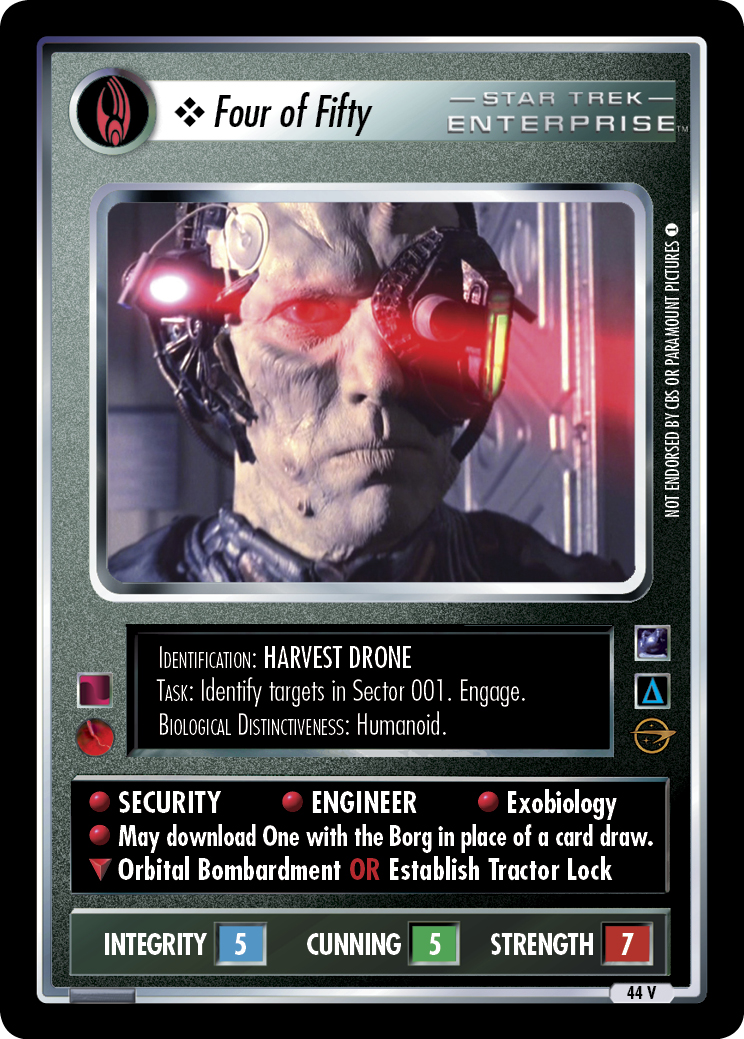 ❖ Four of Fifty
STAR TREK
ENTERPRISE™
NOT ENDORSED BY CBS OR PARAMOUNT PICTURES 1
IDENTIFICATION: HARVEST DRONE
TASK: Identify targets in Sector 001. Engage.
BIOLOGICAL DISTINCTIVENESS: Humanoid.
SECURITY ENGINEER Exobiology
May download One with the Borg in place of a card draw.
Orbital Bombardment OR Establish Tractor Lock
INTEGRITY 5 CUNNING 5 STRENGTH 7
44 V